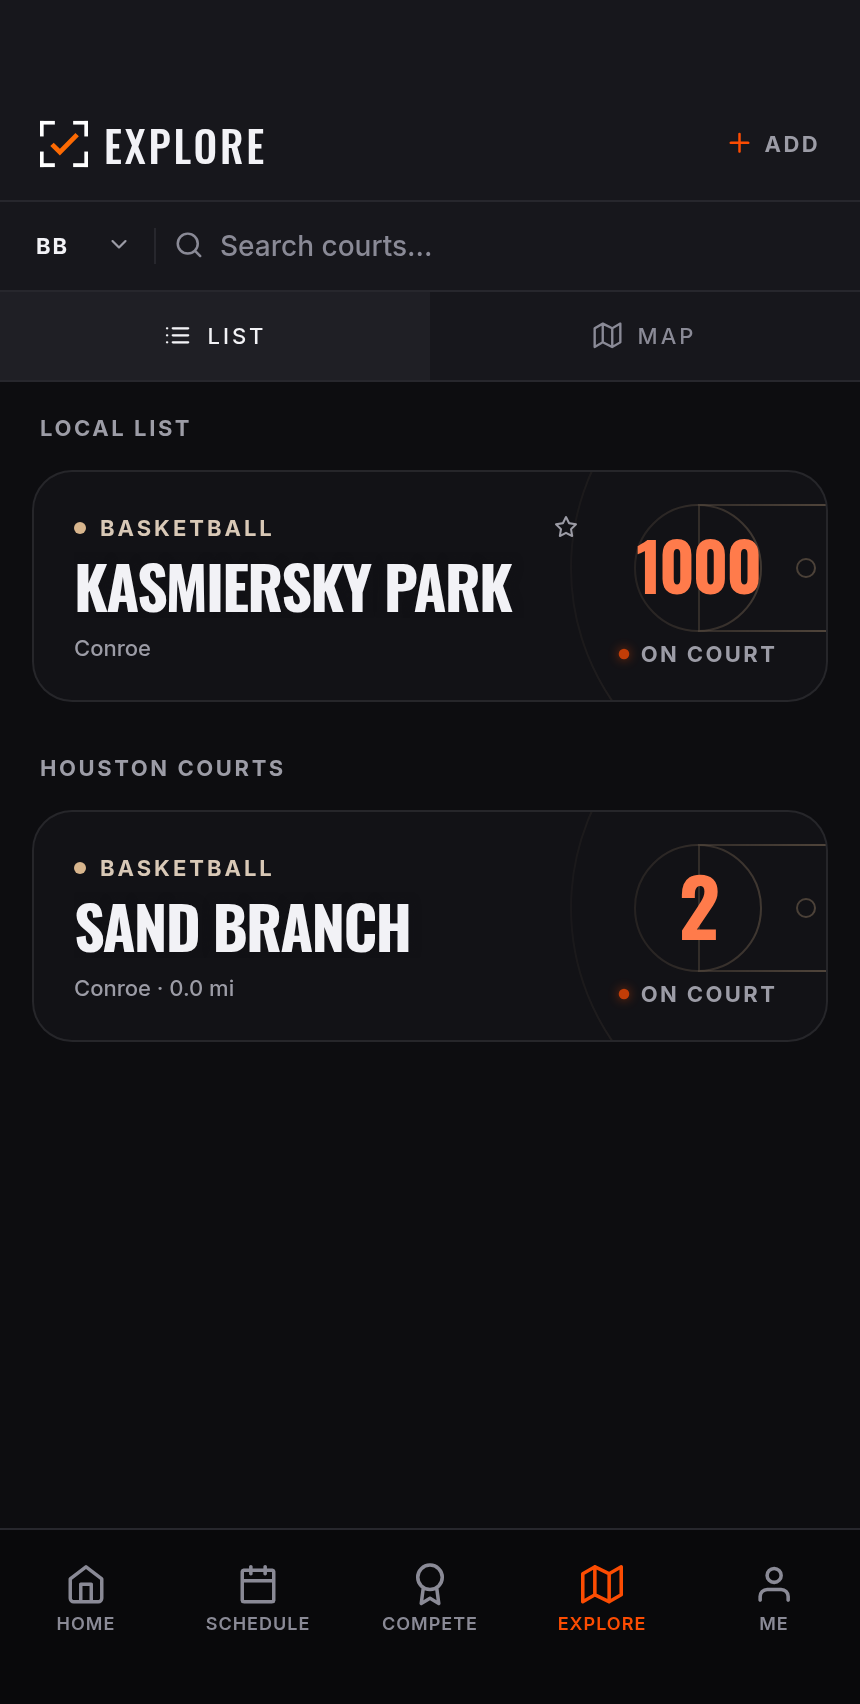 EXPLORE
ADD
BB
Search courts...
LIST
MAP
LOCAL LIST
BASKETBALL
KASMIERSKY PARK
Conroe
1000
ON COURT
HOUSTON COURTS
BASKETBALL
SAND BRANCH
Conroe · 0.0 mi
2
ON COURT
HOME
SCHEDULE
COMPETE
EXPLORE
ME